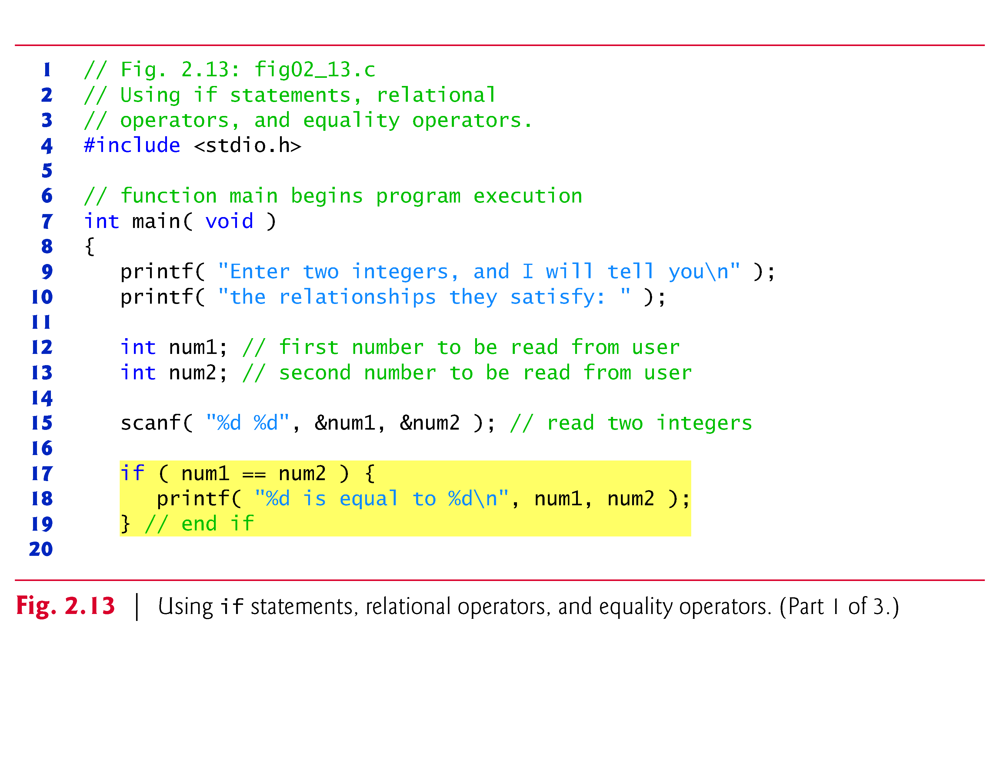 1 // Fig. 2.13: fig02_13.c
2 // Using if statements, relational
3 // operators, and equality operators.
4 #include <stdio.h>
5
6 // function main begins program execution
7 int main( void )
8 {
9    printf( "Enter two integers, and I will tell you\n" );
10    printf( "the relationships they satisfy: " );
11
12    int num1; // first number to be read from user
13    int num2; // second number to be read from user
14
15    scanf( "%d %d", &num1, &num2 ); // read two integers
16
17    if ( num1 == num2 ) {
18       printf( "%d is equal to %d\n", num1, num2 );
19    } // end if
20
Fig. 2.13 | Using if statements, relational operators, and equality operators. (Part 1 of 3.)